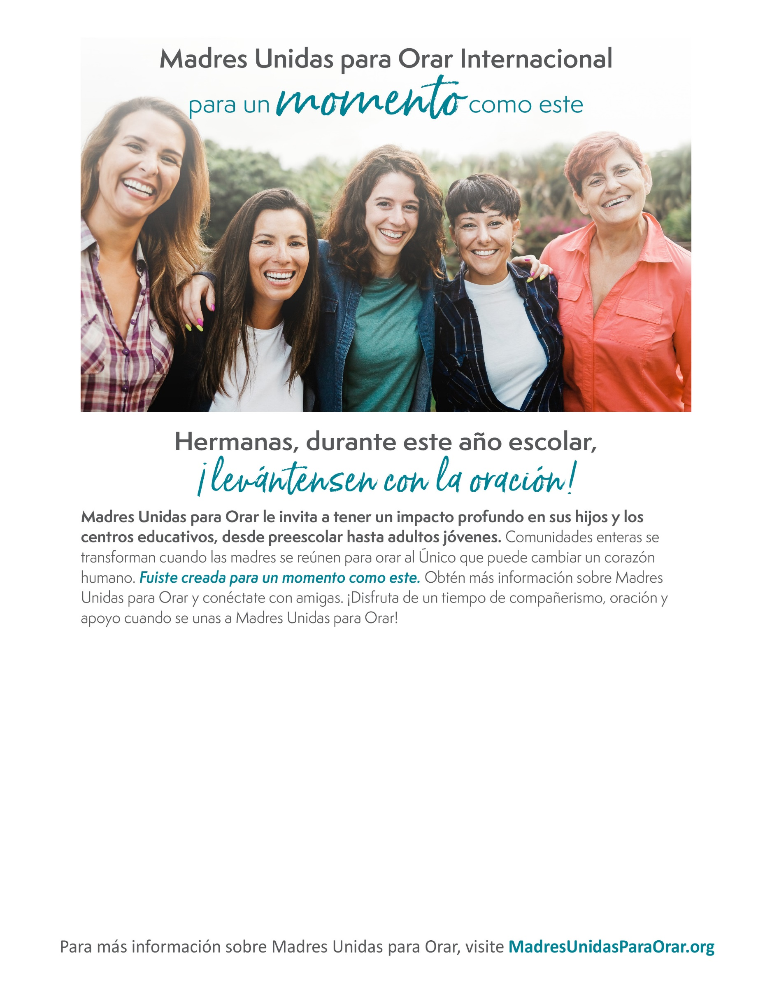 Madres Unidas para Orar Internacional
para un momento como este
Hermanas, durante este año escolar,
¡levántensen con la oración!
Madres Unidas para Orar le invita a tener un impacto profundo en sus hijos y los
centros educativos, desde preescolar hasta adultos jóvenes. Comunidades enteras se
transforman cuando las madres se reúnen para orar al Único que puede cambiar un corazón
humano. Fuiste creada para un momento como este. Obtén más información sobre Madres
Unidas para Orar y conéctate con amigas. ¡Disfruta de un tiempo de compañerismo, oración y
apoyo cuando se unas a Madres Unidas para Orar!
Para más información sobre Madres Unidas para Orar, visite MadresUnidasParaOrar.org